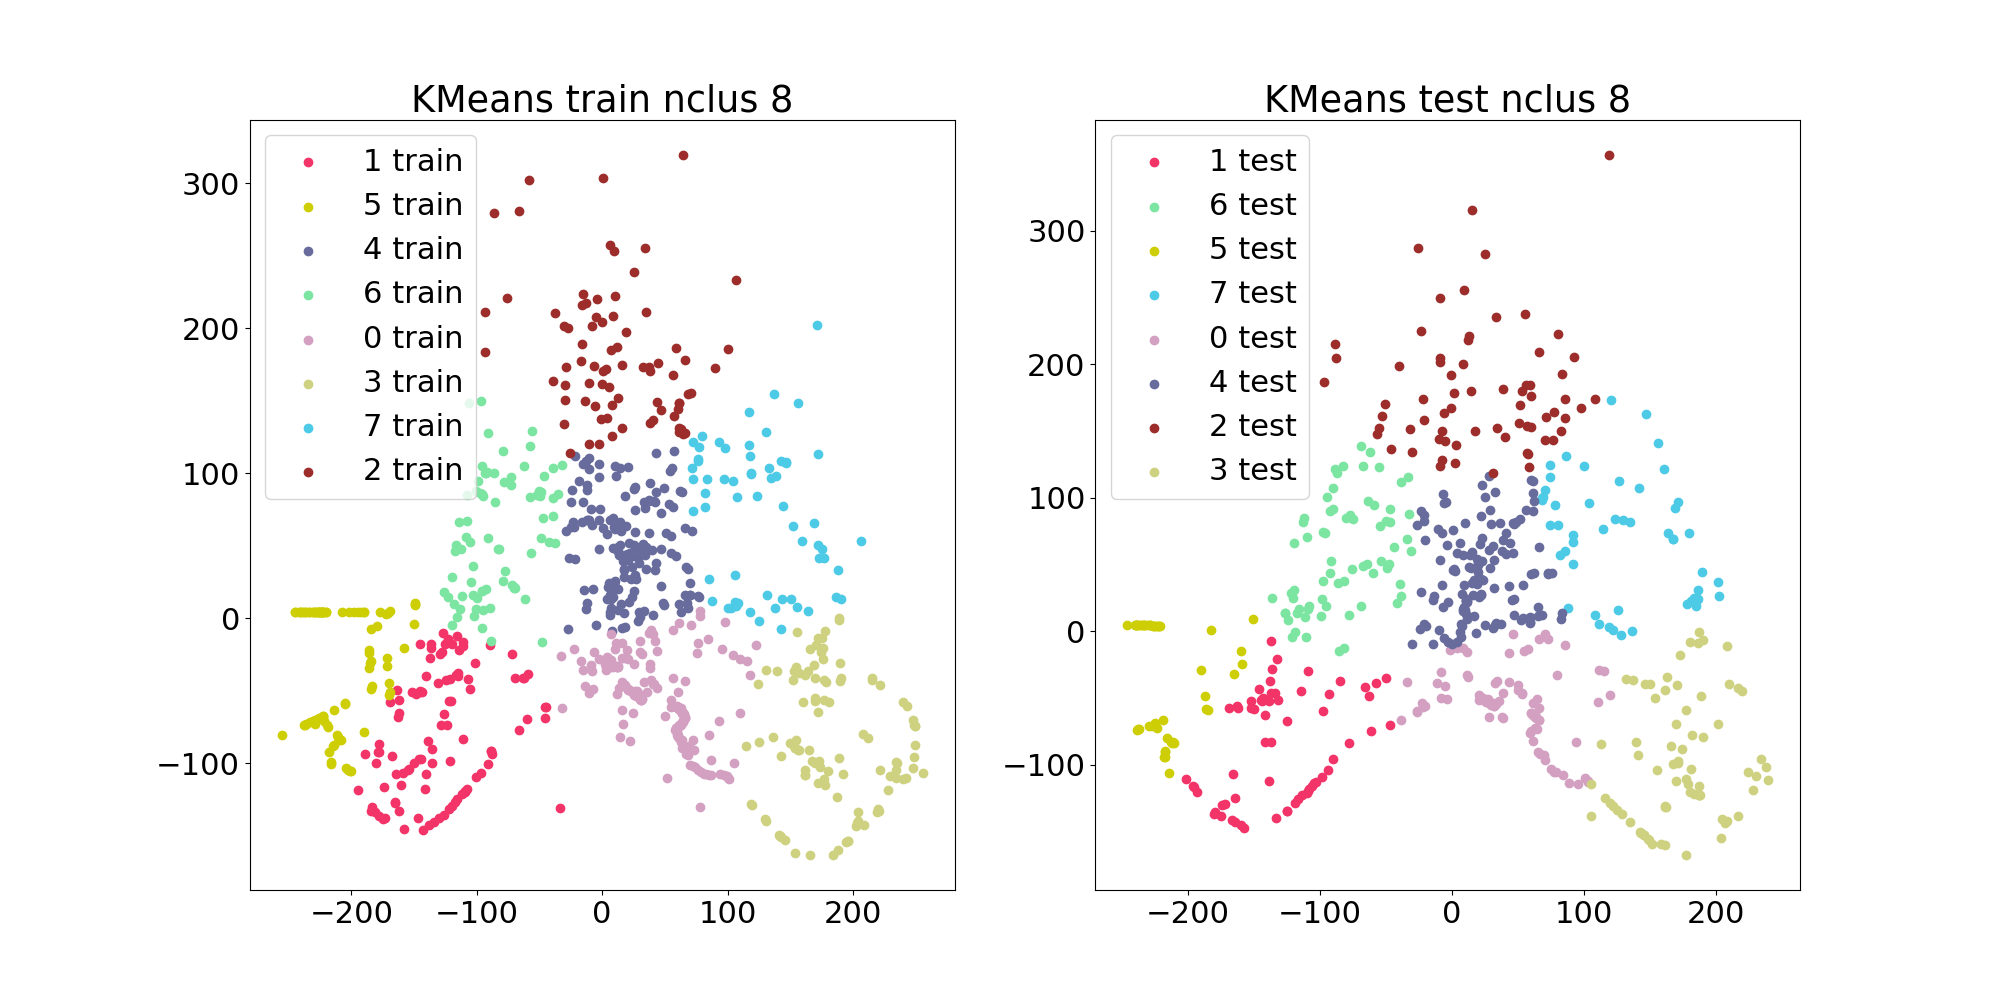 KMeans train nclus 8
1 train
5 train
4 train
6 train
0 train
3 train
7 train
2 train
300
200
100
0
−100
−200
−100
0
100
200
KMeans test nclus 8
1 test
6 test
5 test
7 test
0 test
4 test
2 test
3 test
300
200
100
0
−100
−200
−100
0
100
200